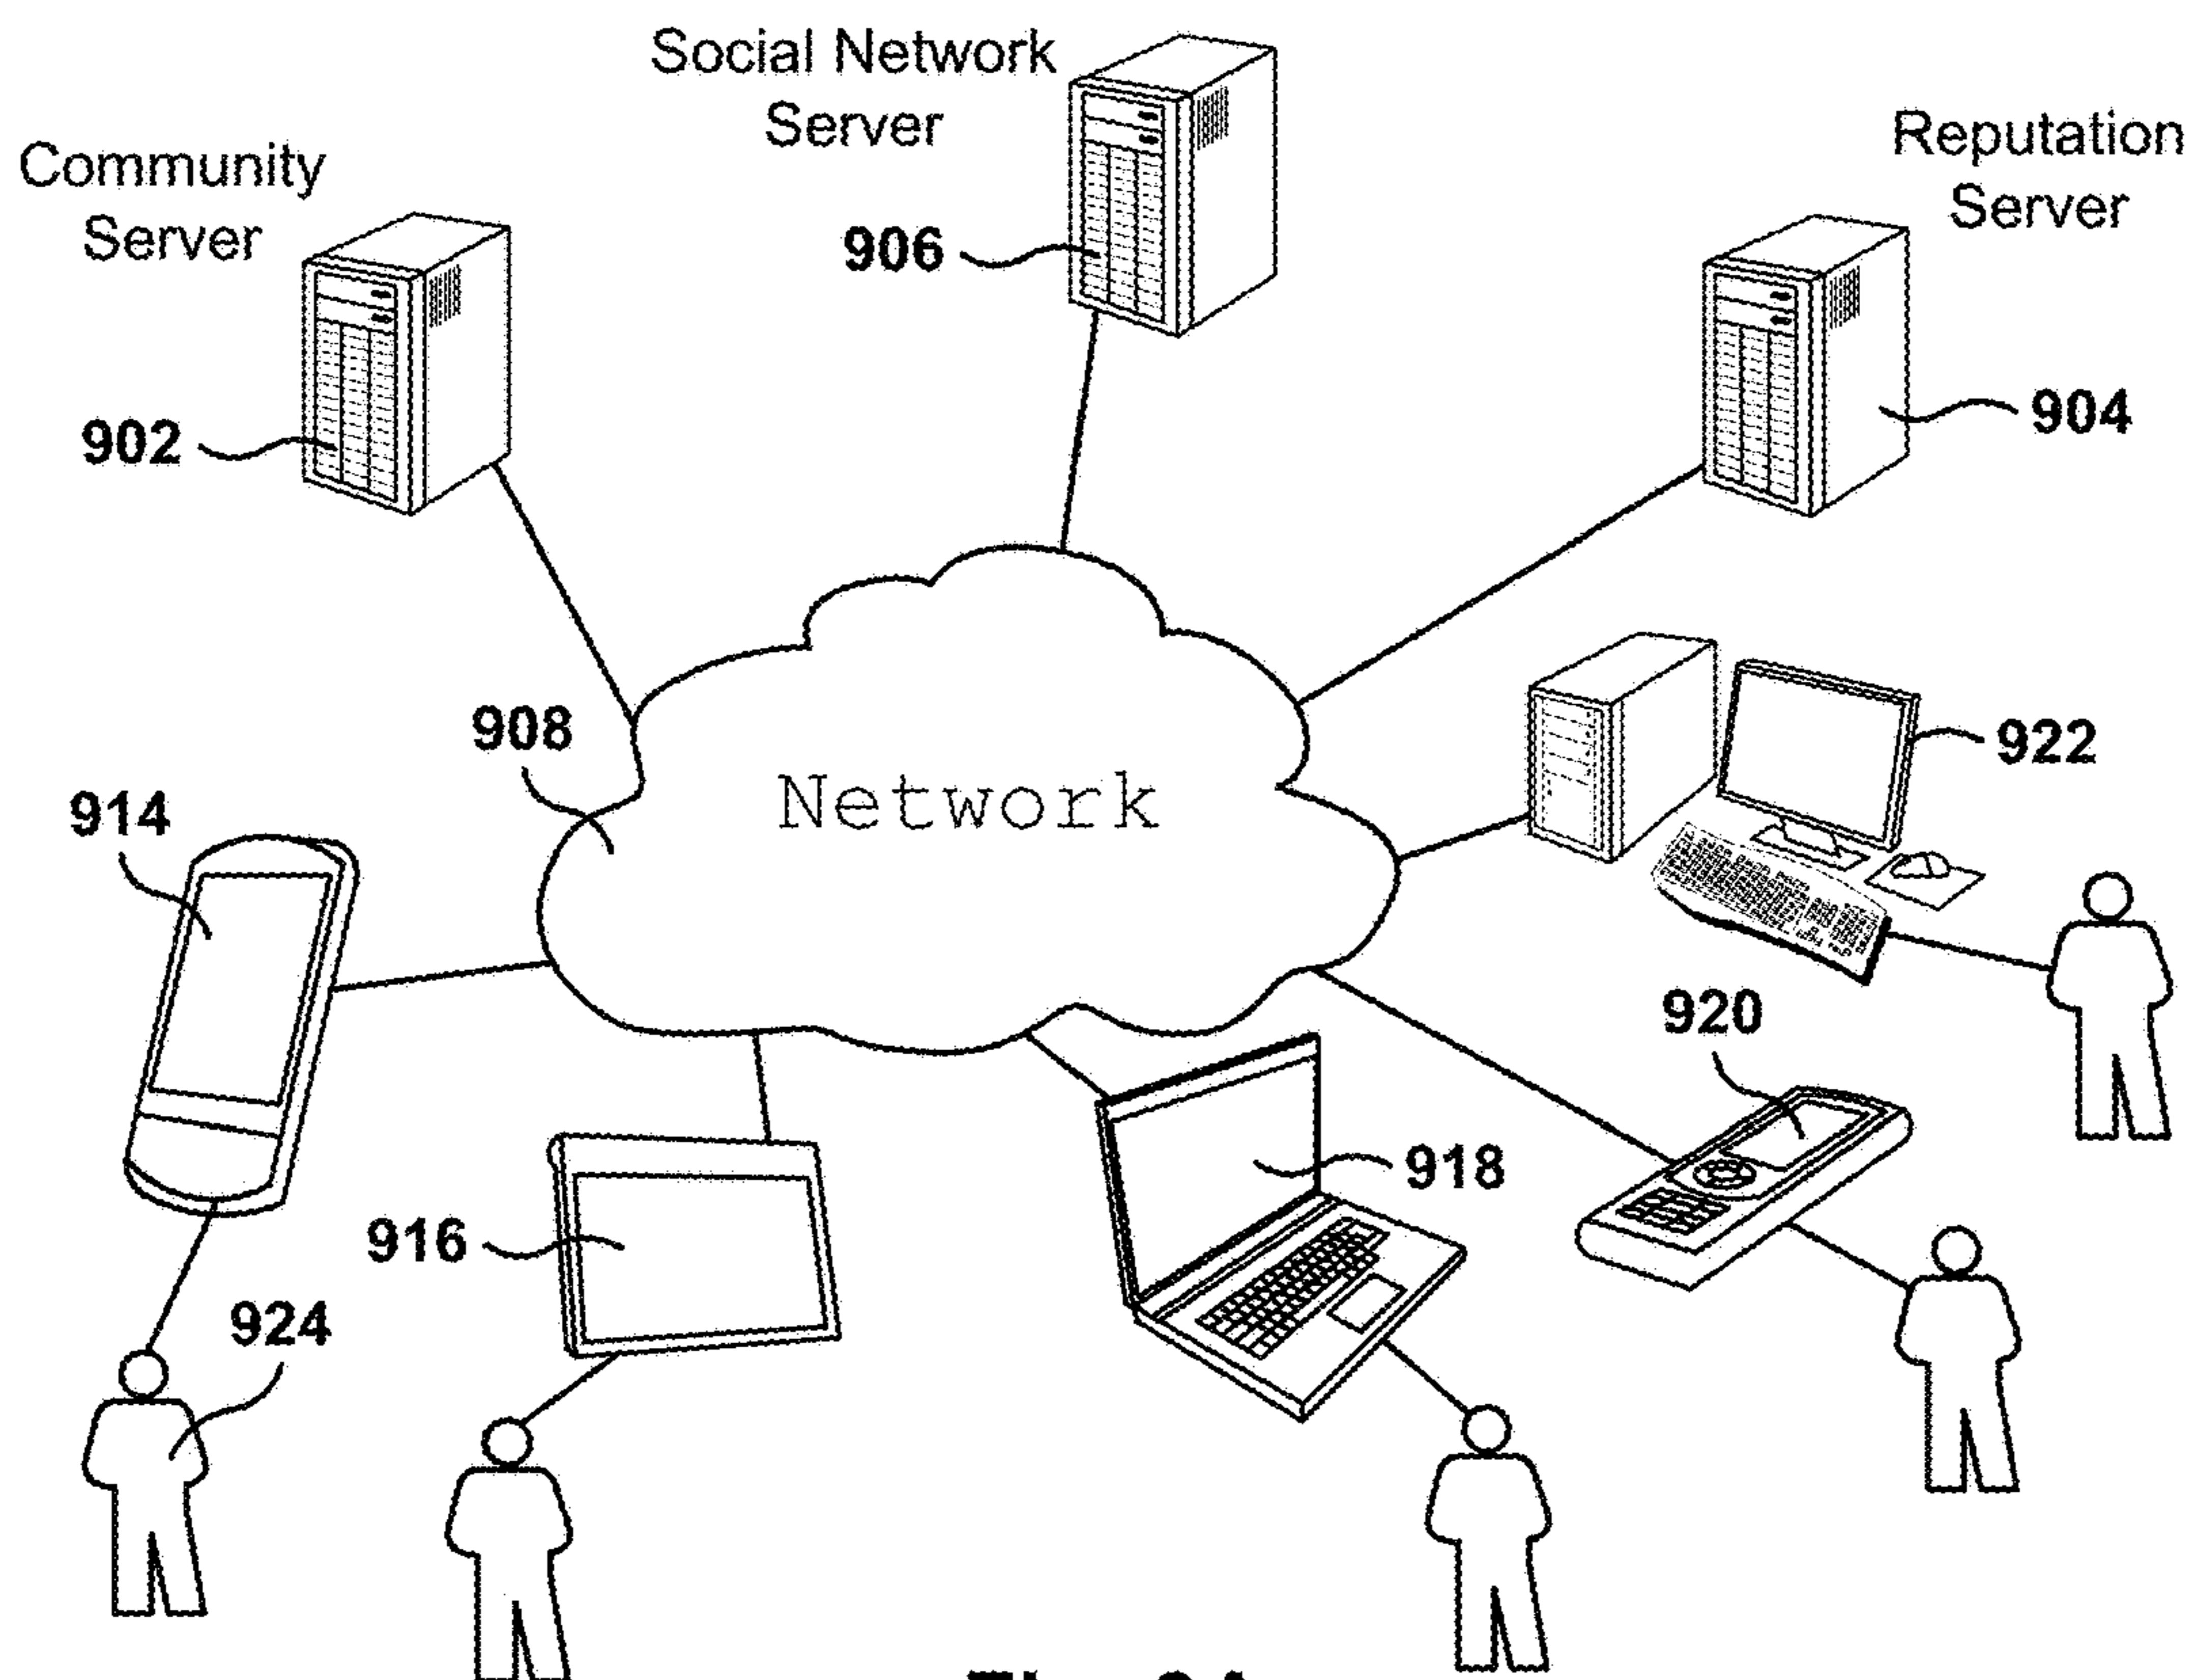 Social Network
Server
Community
Server
Reputation
Server
906
902
904
908
Network
922
914
920
918
916
924